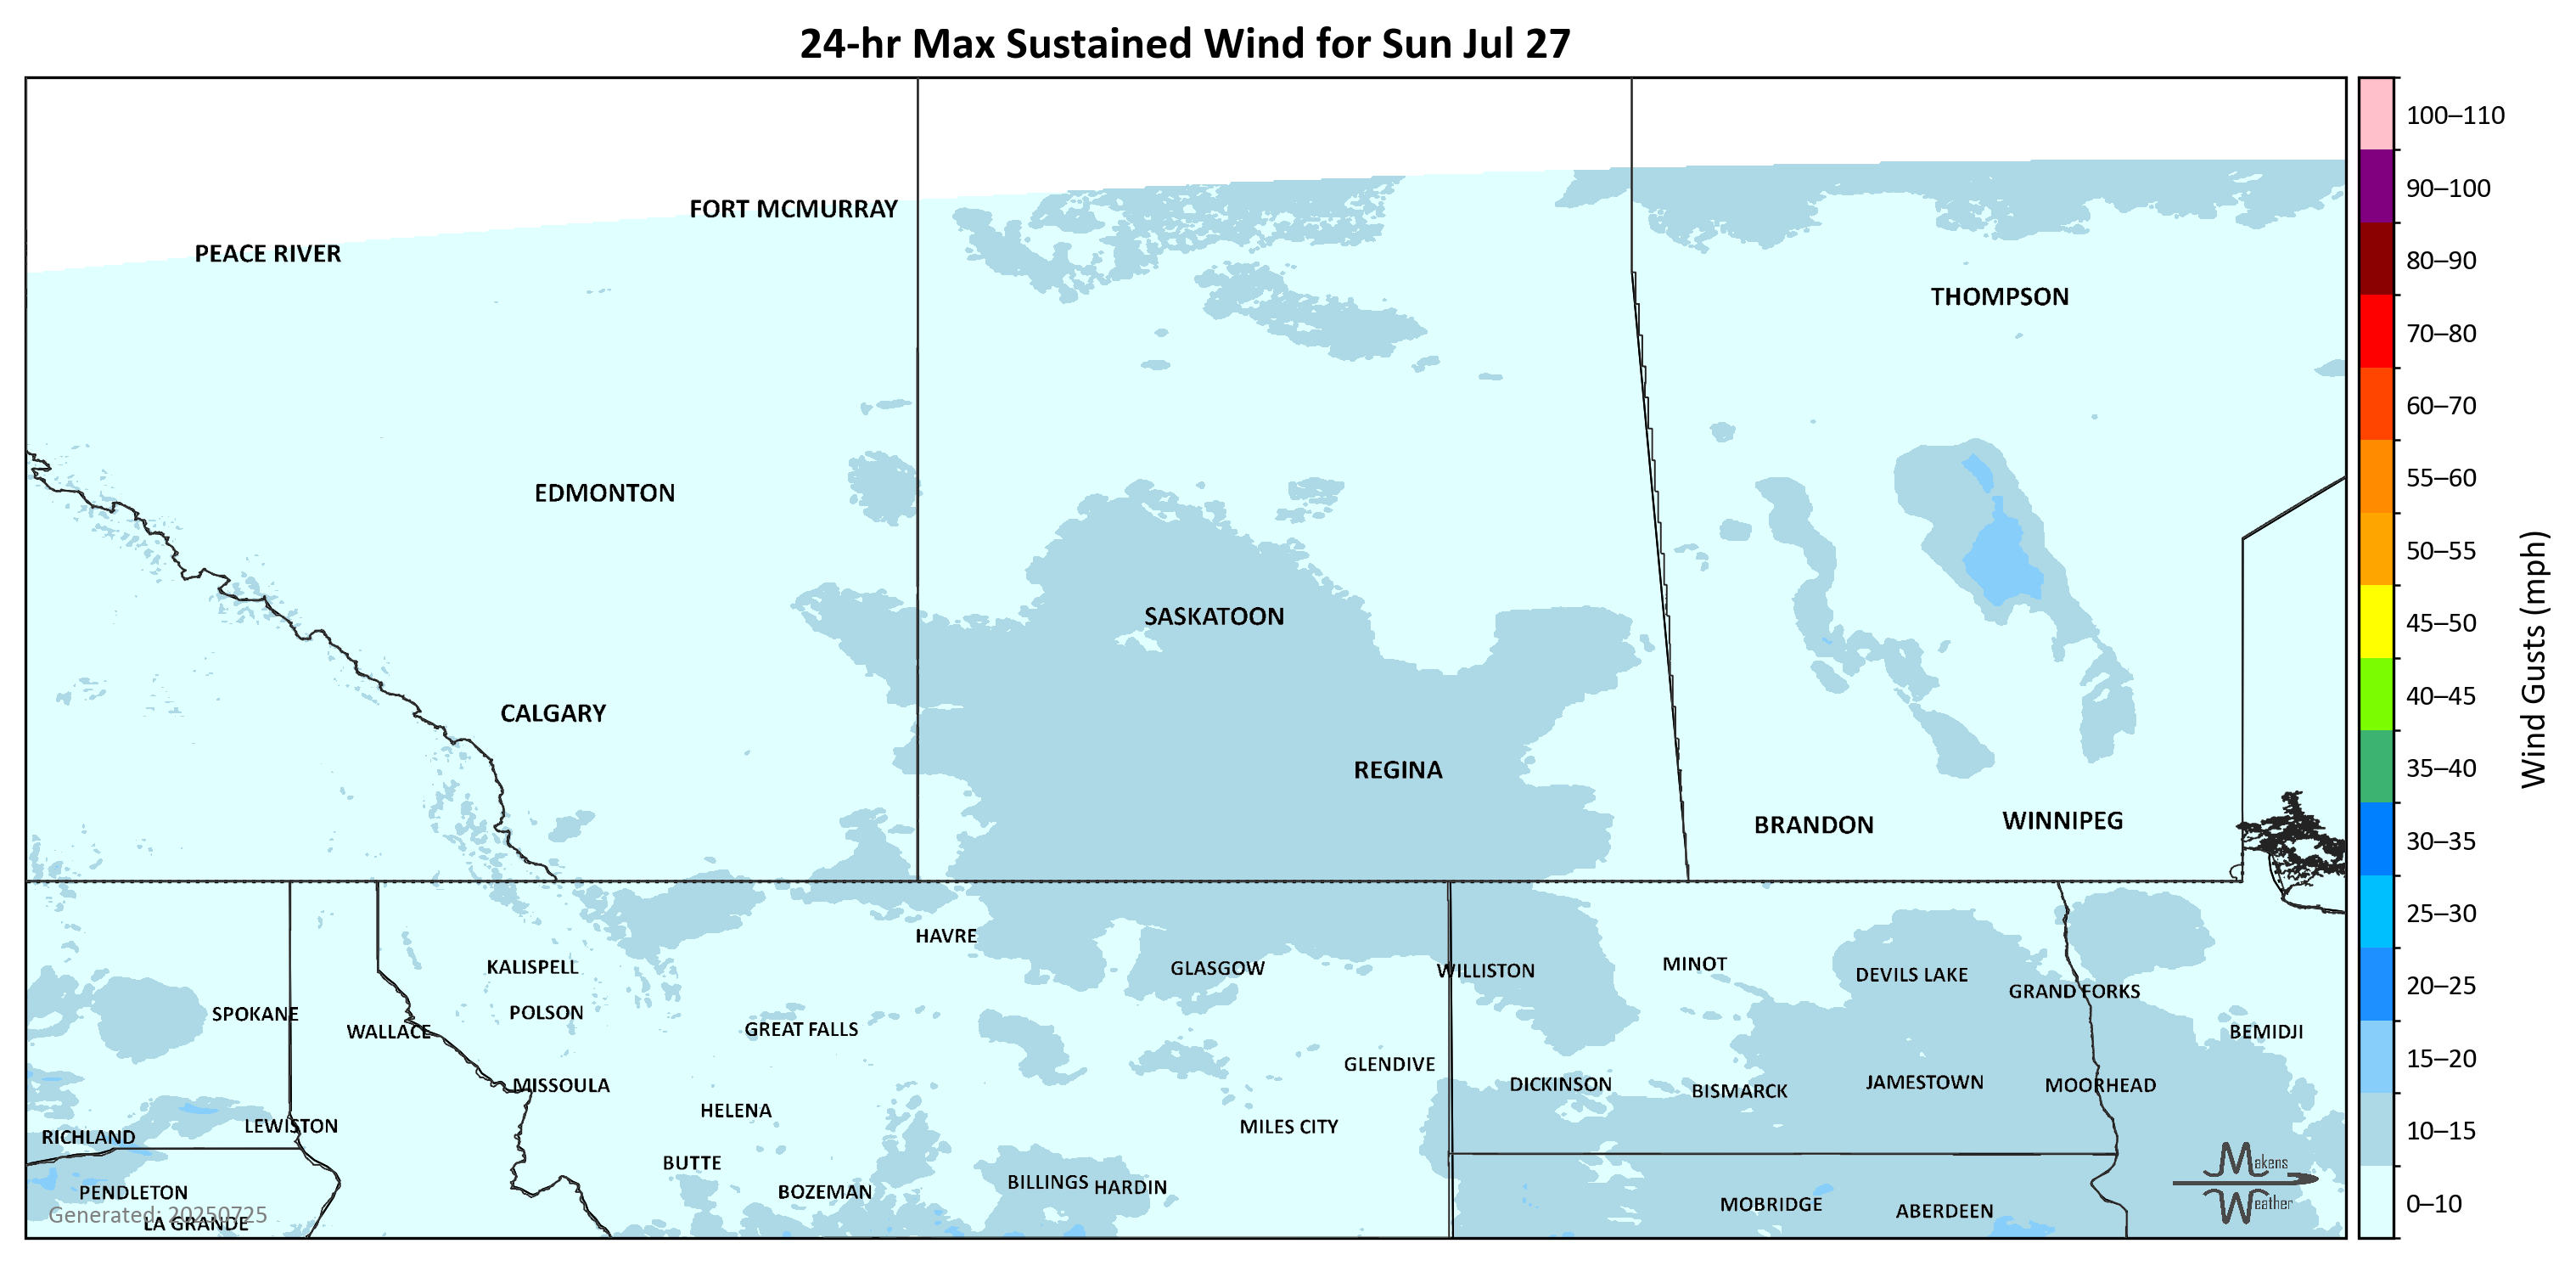 24-hr Max Sustained Wind for Sun Jul 27
100–110
90–100
80–90
70–80
60–70
55–60
50–55
45–50
40–45
35–40
30–35
25–30
20–25
15–20
10–15
0–10
Wind Gusts (mph)
FORT MCMURRAY
PEACE RIVER
THOMPSON
EDMONTON
SASKATOON
CALGARY
REGINA
BRANDON
WINNIPEG
HAVRE
KALISPELL
GLASGOW
WILLISTON
MINOT
DEVILS LAKE
GRAND FORKS
SPOKANE
POLSON
WALLACE
GREAT FALLS
BEMIDJI
GLENDIVE
MISSOULA
DICKINSON
BISMARCK
JAMESTOWN
MOORHEAD
HELENA
LEWISTON
MILES CITY
RICHLAND
BUTTE
BILLINGS
HARDIN
PENDLETON
BOZEMAN
MOBRIDGE
ABERDEEN
Generated: 20250725
LA GRANDE
Makens
Weather